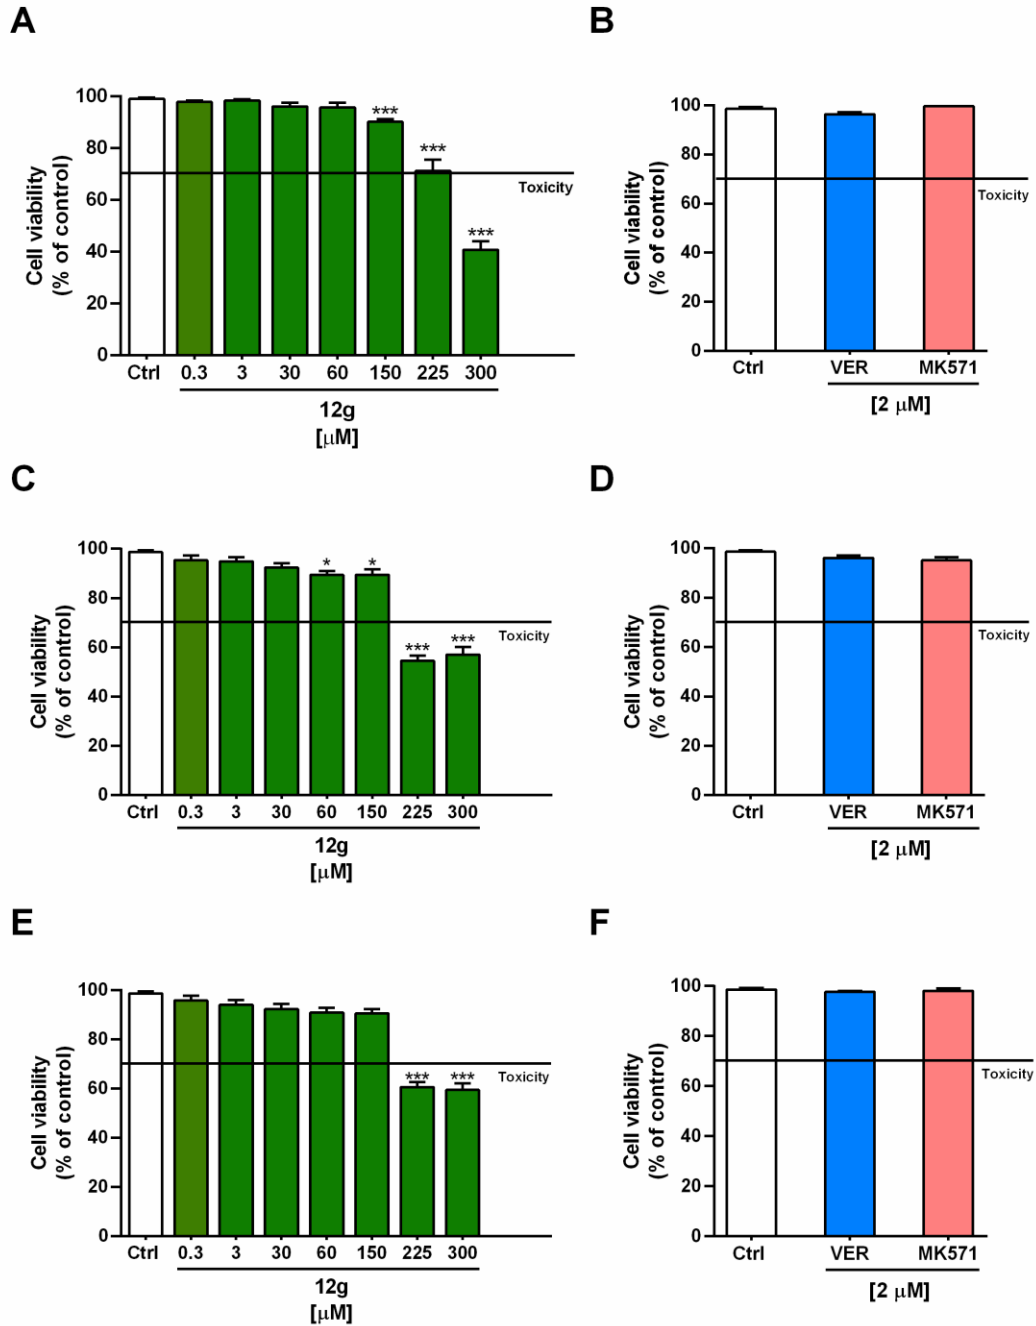 A
Cell viability
(% of control)
100
80
60
40
20
0
***
***
***
Toxicity
Ctrl 0.3 3 30 60 150 225 300
12g
[μM]
B
Cell viability
(% of control)
100
80
60
40
20
0
Toxicity
Ctrl VER MK571
[2 μM]
C
Cell viability
(% of control)
100
80
60
40
20
0
* *
Toxicity
*** ***
Ctrl 0.3 3 30 60 150 225 300
12g
[μM]
D
Cell viability
(% of control)
100
80
60
40
20
0
Toxicity
Ctrl VER MK571
[2 μM]
E
Cell viability
(% of control)
100
80
60
40
20
0
*** *** Toxicity
Ctrl 0.3 3 30 60 150 225 300
12g
[μM]
F
Cell viability
(% of control)
100
80
60
40
20
0
Toxicity
Ctrl VER MK571
[2 μM]